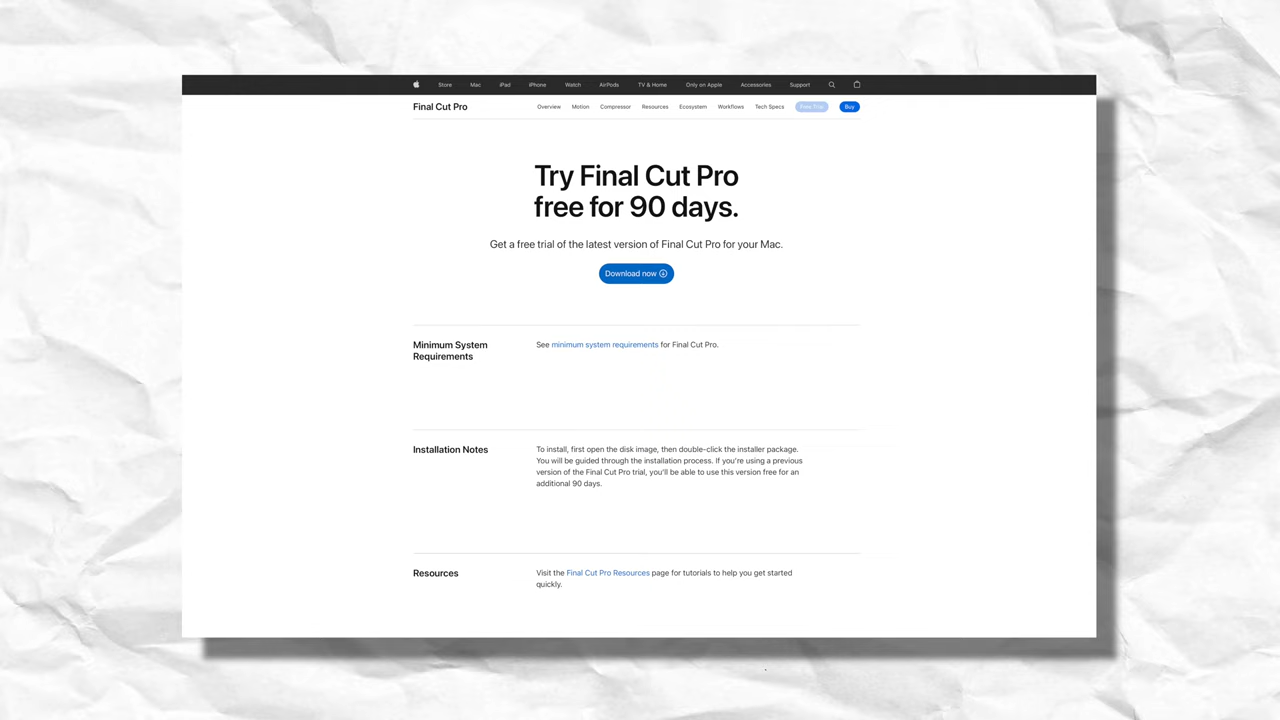 Store Mac iPad iPhone Watch AirPods TV & Home Only on Apple Accessories Support
Final Cut Pro Overview Motion Compressor Resources Ecosystem Workflows Tech Specs Free Trial Buy
Try Final Cut Pro
free for 90 days.
Get a free trial of the latest version of Final Cut Pro for your Mac.
Download now
Minimum System
Requirements
See minimum system requirements for Final Cut Pro.
Installation Notes
To install, first open the disk image, then double-click the installer package.
You will be guided through the installation process. If you're using a previous
version of the Final Cut Pro trial, you'll be able to use this version free for an
additional 90 days.
Resources
Visit the Final Cut Pro Resources page for tutorials to help you get started
quickly.